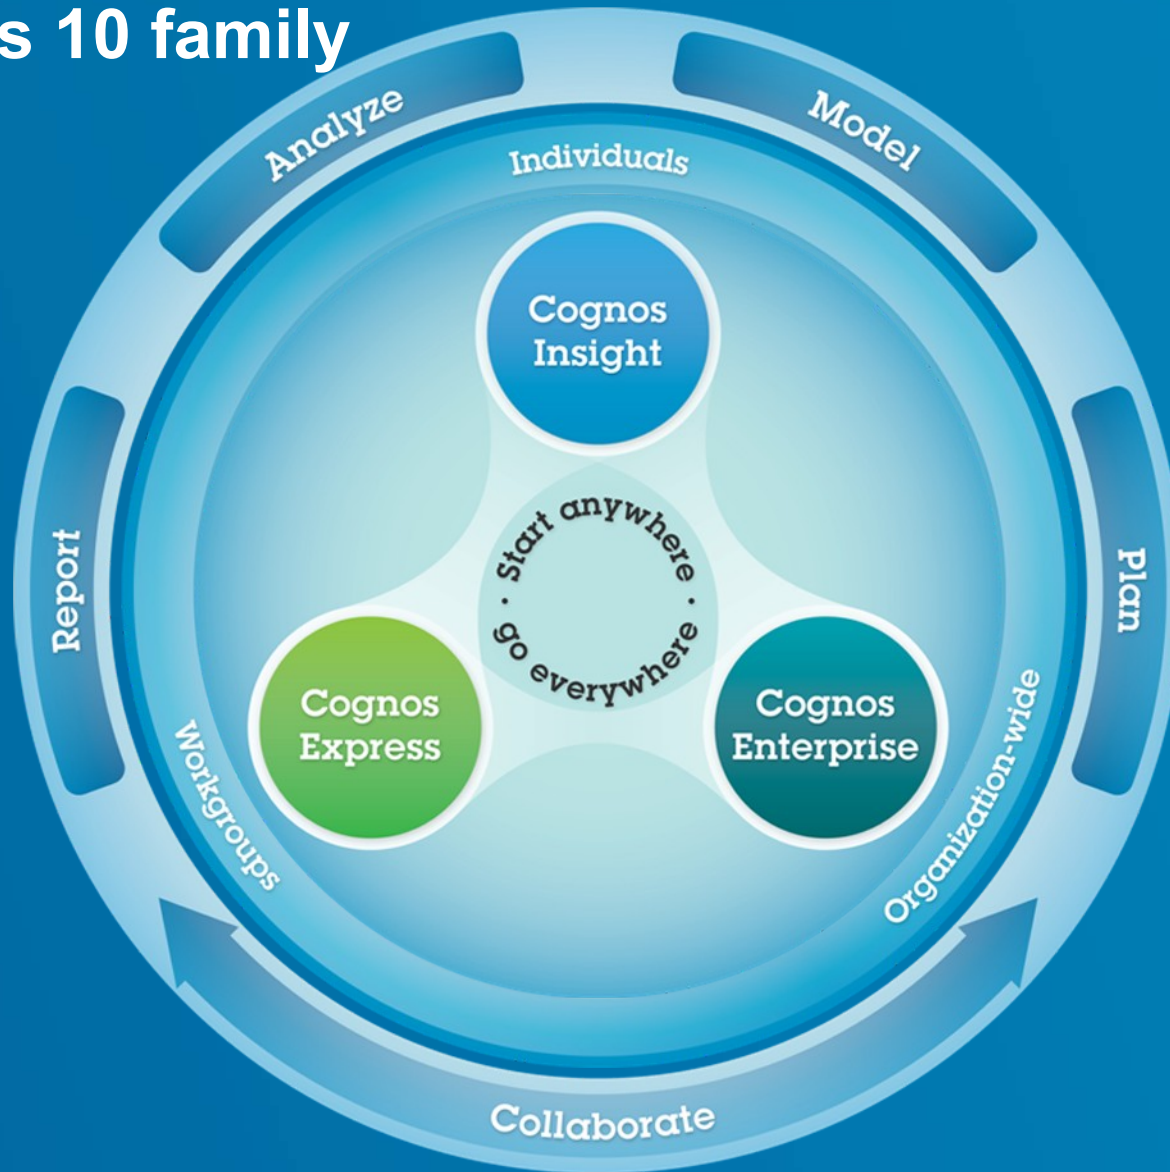 s 10 family
Analyze
Model
Individuals
Cognos
Insight
Start anywhere
· go everywhere ·
Report
Plan
Cognos
Express
Cognos
Enterprise
Workgroups
Organization-wide
Collaborate